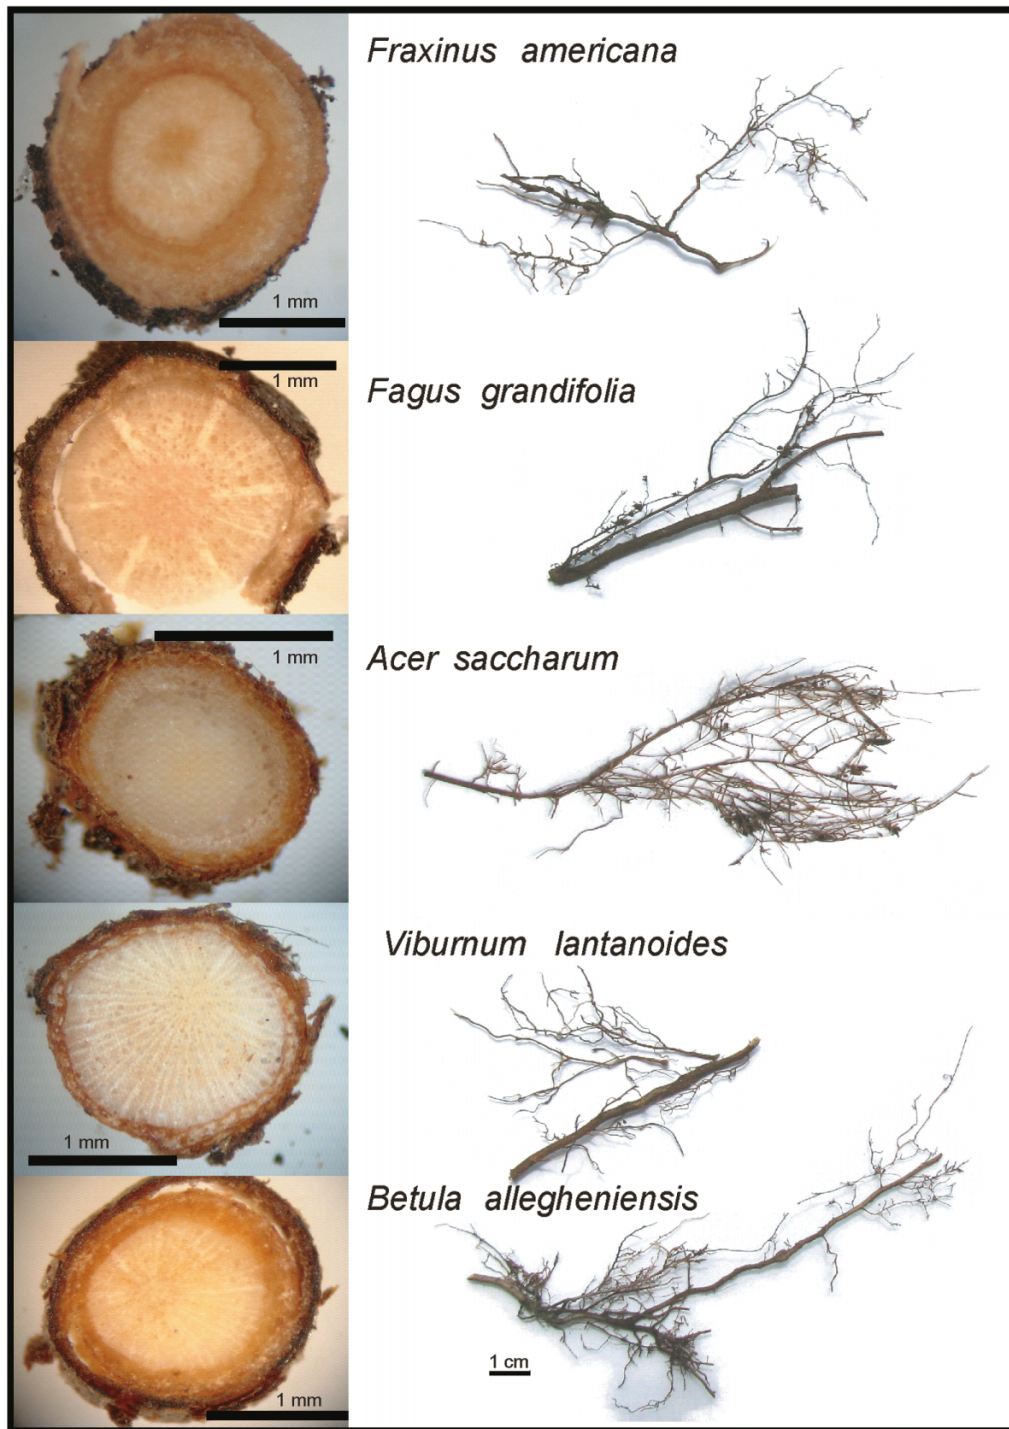 Fraxinus americana
1 mm
1 mm
Fagus grandifolia
Acer saccharum
1 mm
Viburnum lantanoides
1 mm
Betula allegheniensis
1 cm
1 mm